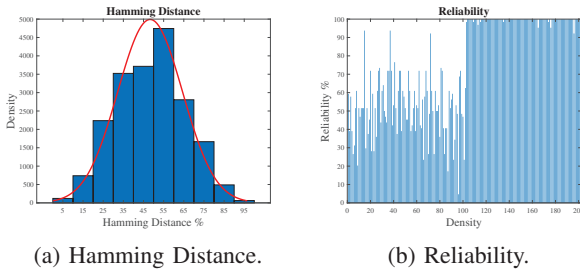 Hamming Distance
5000
4500
4000
3500
3000
2500
2000
1500
1000
500
0
Density
5 15 25 35 45 55 65 75 85 95
Hamming Distance %
(a) Hamming Distance.
Reliability
100
90
80
70
60
50
40
30
20
10
0
Reliability %
0 20 40 60 80 100 120 140 160 180 200
Density
(b) Reliability.